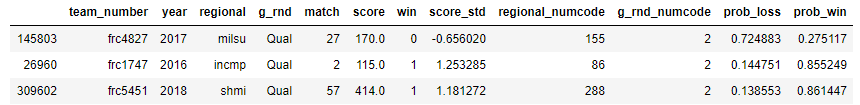 team_number year regional g_rnd match score win score_std regional_numcode g_rnd_numcode prob_loss prob_win
145803 frc4827 2017 milsu Qual 27 170.0 0 -0.656020 155 2 0.724883 0.275117
26960 frc1747 2016 incmp Qual 2 115.0 1 1.253285 86 2 0.144751 0.855249
309602 frc5451 2018 shmi Qual 57 414.0 1 1.181272 288 2 0.138553 0.861447